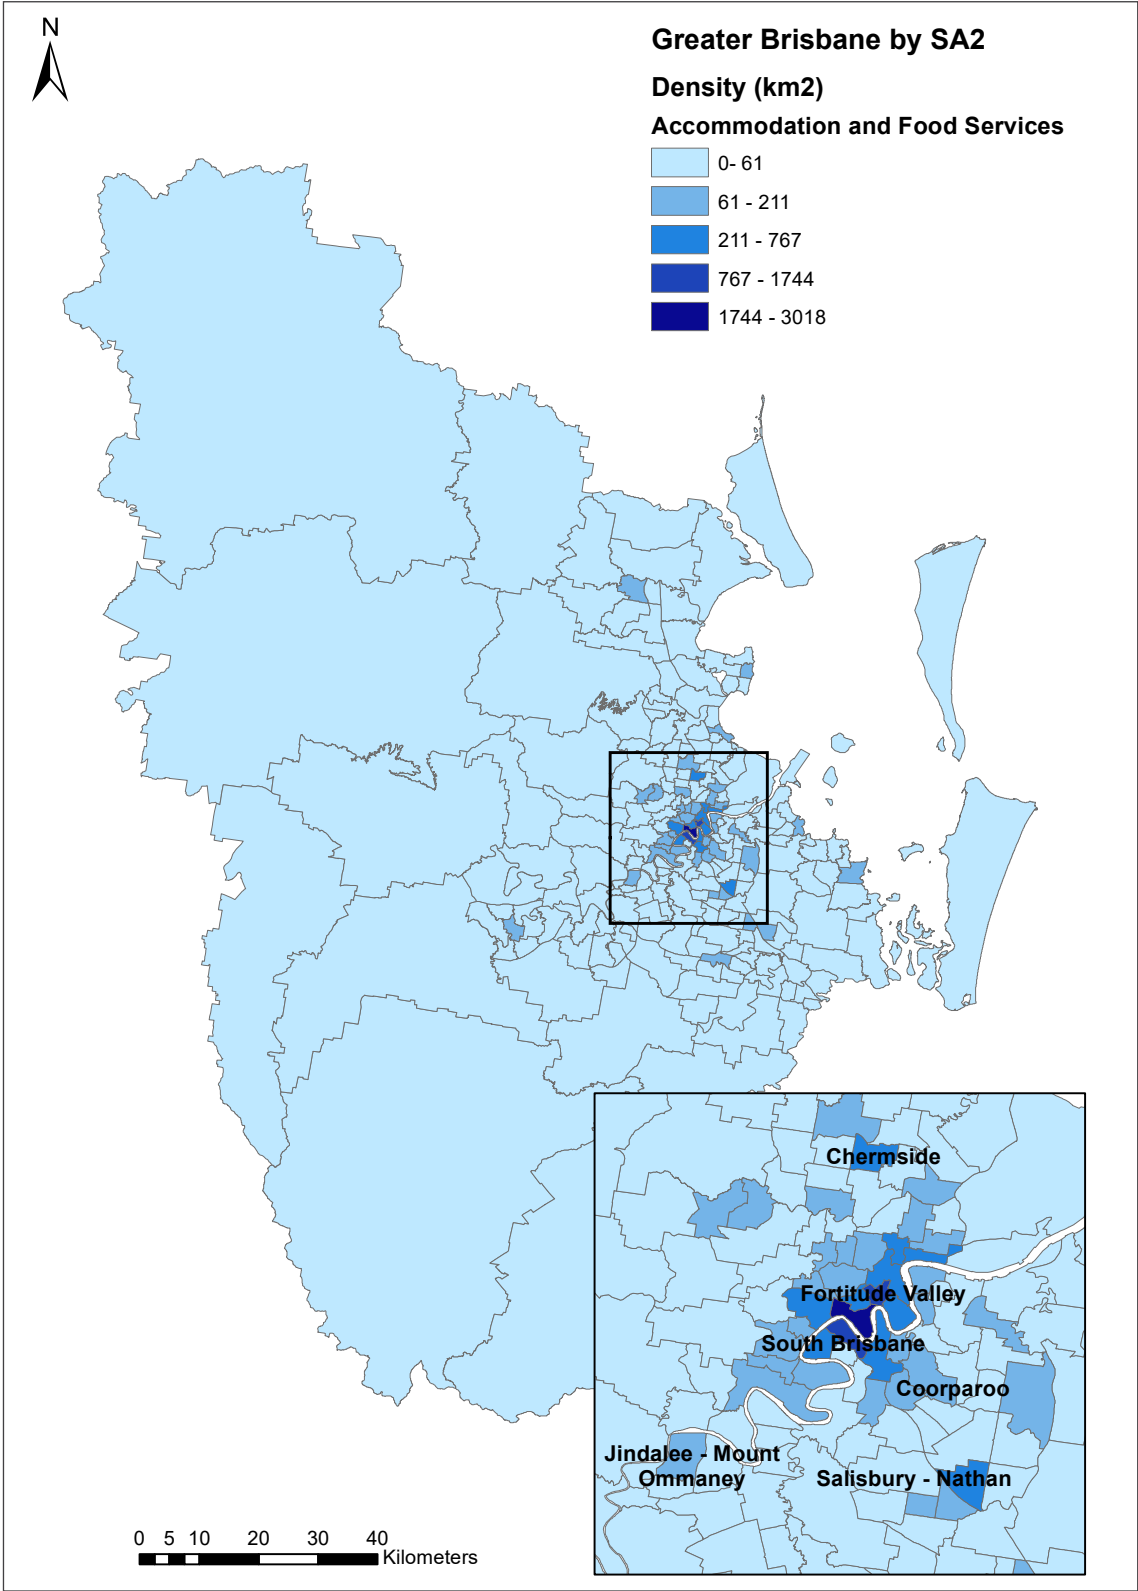 N
Greater Brisbane by SA2
Density (km2)
Accommodation and Food Services
0- 61
61 - 211
211 - 767
767 - 1744
1744 - 3018
Chermside
Fortitude Valley
South Brisbane
Coorparoo
Jindalee - Mount
Ommaney
Salisbury - Nathan
0 5 10 20 30 40
Kilometers